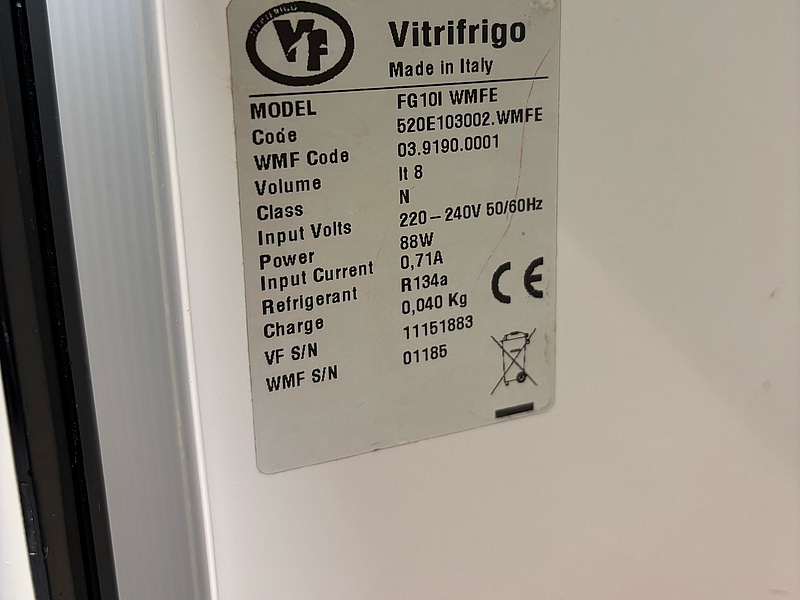 VITRIFRIGO
VF
Vitrifrigo
Made in Italy
MODEL FG10I WMFE
Code 520E103002.WMFE
WMF Code 03.9190.0001
Volume lt 8
Class N
Input Volts 220-240V 50/60Hz
Power 88W
Input Current 0,71A
Refrigerant R134a
Charge 0,040 Kg
VF S/N 11151883
WMF S/N 01185
CE